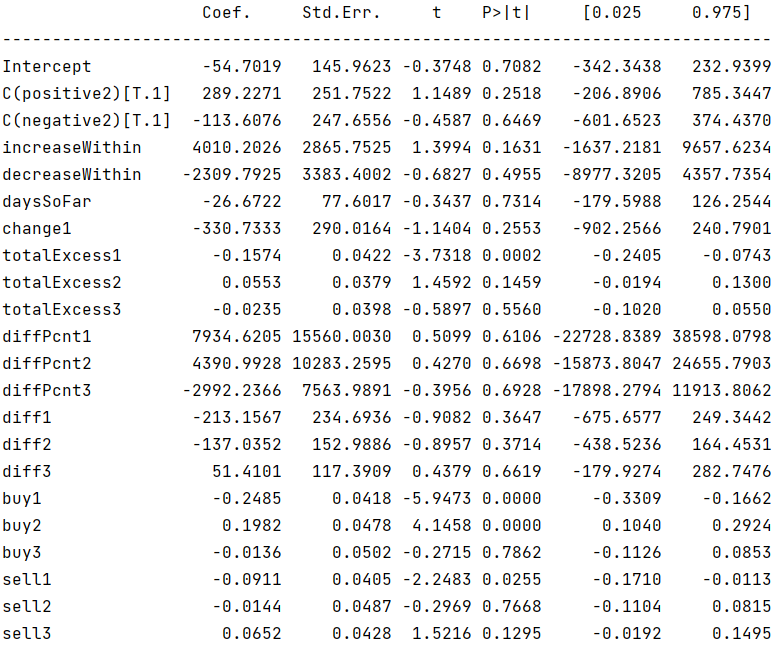 Coef. Std.Err. t P>|t| [0.025 0.975]
--------------------------------------------------------------------------------
Intercept -54.7019 145.9623 -0.3748 0.7082 -342.3438 232.9399
C(positive2)[T.1] 289.2271 251.7522 1.1489 0.2518 -206.8906 785.3447
C(negative2)[T.1] -113.6076 247.6556 -0.4587 0.6469 -601.6523 374.4370
increaseWithin 4010.2026 2865.7525 1.3994 0.1631 -1637.2181 9657.6234
decreaseWithin -2309.7925 3383.4002 -0.6827 0.4955 -8977.3205 4357.7354
daysSoFar -26.6722 77.6017 -0.3437 0.7314 -179.5988 126.2544
change1 -330.7333 290.0164 -1.1404 0.2553 -902.2566 240.7901
totalExcess1 -0.1574 0.0422 -3.7318 0.0002 -0.2405 -0.0743
totalExcess2 0.0553 0.0379 1.4592 0.1459 -0.0194 0.1300
totalExcess3 -0.0235 0.0398 -0.5897 0.5560 -0.1020 0.0550
diffPcnt1 7934.6205 15560.0030 0.5099 0.6106 -22728.8389 38598.0798
diffPcnt2 4390.9928 10283.2595 0.4270 0.6698 -15873.8047 24655.7903
diffPcnt3 -2992.2366 7563.9891 -0.3956 0.6928 -17898.2794 11913.8062
diff1 -213.1567 234.6936 -0.9082 0.3647 -675.6577 249.3442
diff2 -137.0352 152.9886 -0.8957 0.3714 -438.5236 164.4531
diff3 51.4101 117.3909 0.4379 0.6619 -179.9274 282.7476
buy1 -0.2485 0.0418 -5.9473 0.0000 -0.3309 -0.1662
buy2 0.1982 0.0478 4.1458 0.0000 0.1040 0.2924
buy3 -0.0136 0.0502 -0.2715 0.7862 -0.1126 0.0853
sell1 -0.0911 0.0405 -2.2483 0.0255 -0.1710 -0.0113
sell2 -0.0144 0.0487 -0.2969 0.7668 -0.1104 0.0815
sell3 0.0652 0.0428 1.5216 0.1295 -0.0192 0.1495